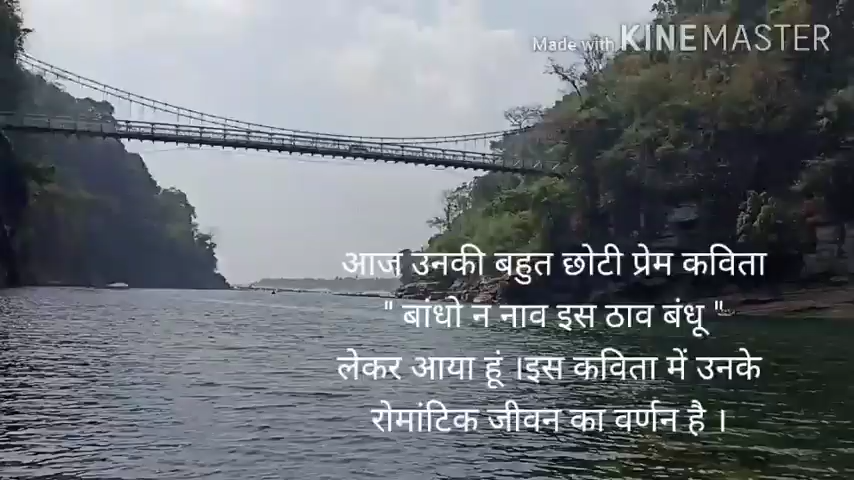 Made with KINEMASTER
आज उनकी बहुत छोटी प्रेम कविता
" बांधो न नाव इस ठाव बंधू "
लेकर आया हूं ।इस कविता में उनके
रोमांटिक जीवन का वर्णन है ।